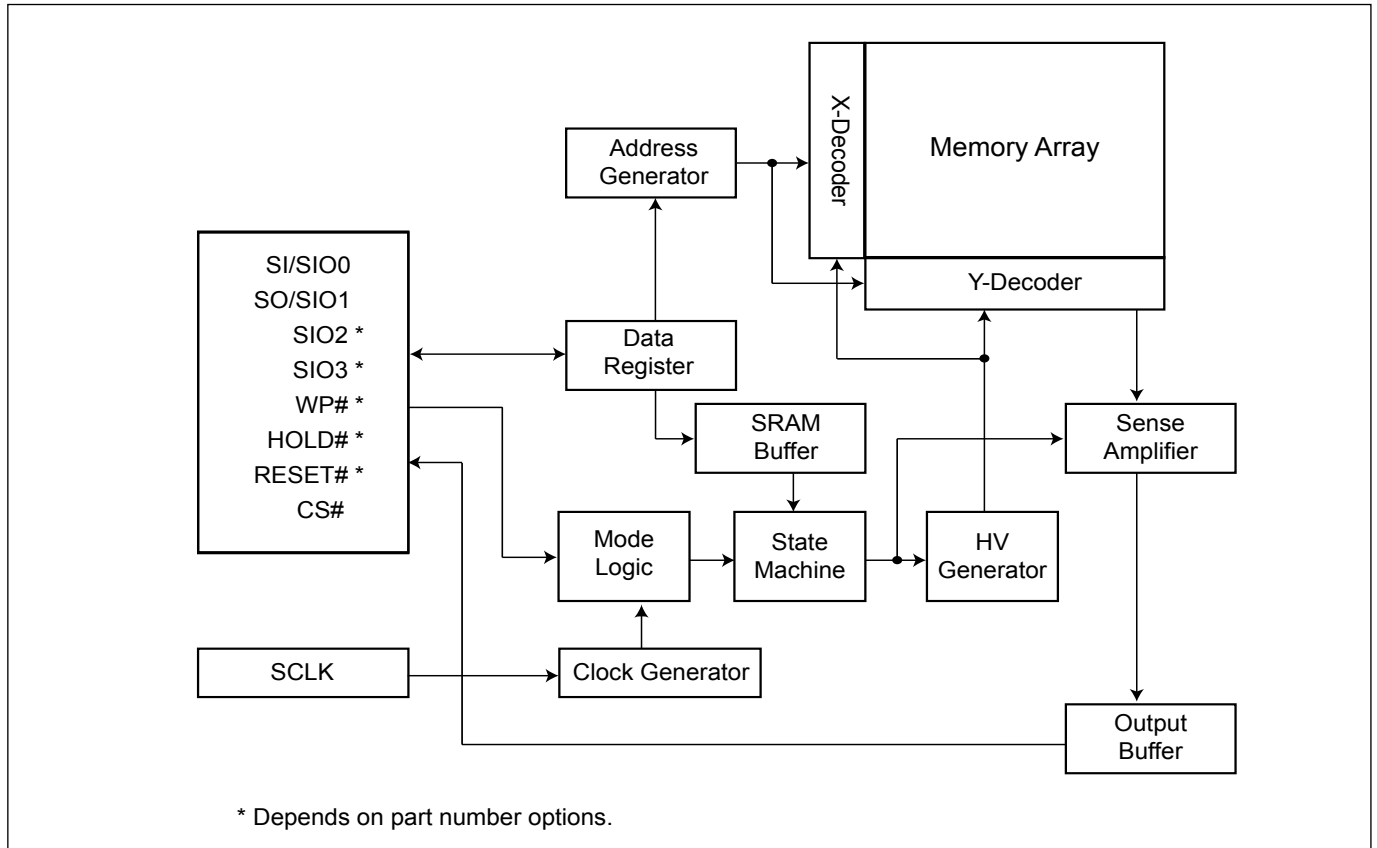 X-Decoder
Memory Array
Address
Generator
Y-Decoder
SI/SIO0
SO/SIO1
SIO2 *
SIO3 *
WP# *
HOLD# *
RESET# *
CS#
Data
Register
SRAM
Buffer
Sense
Amplifier
Mode
Logic
State
Machine
HV
Generator
SCLK
Clock Generator
Output
Buffer
* Depends on part number options.